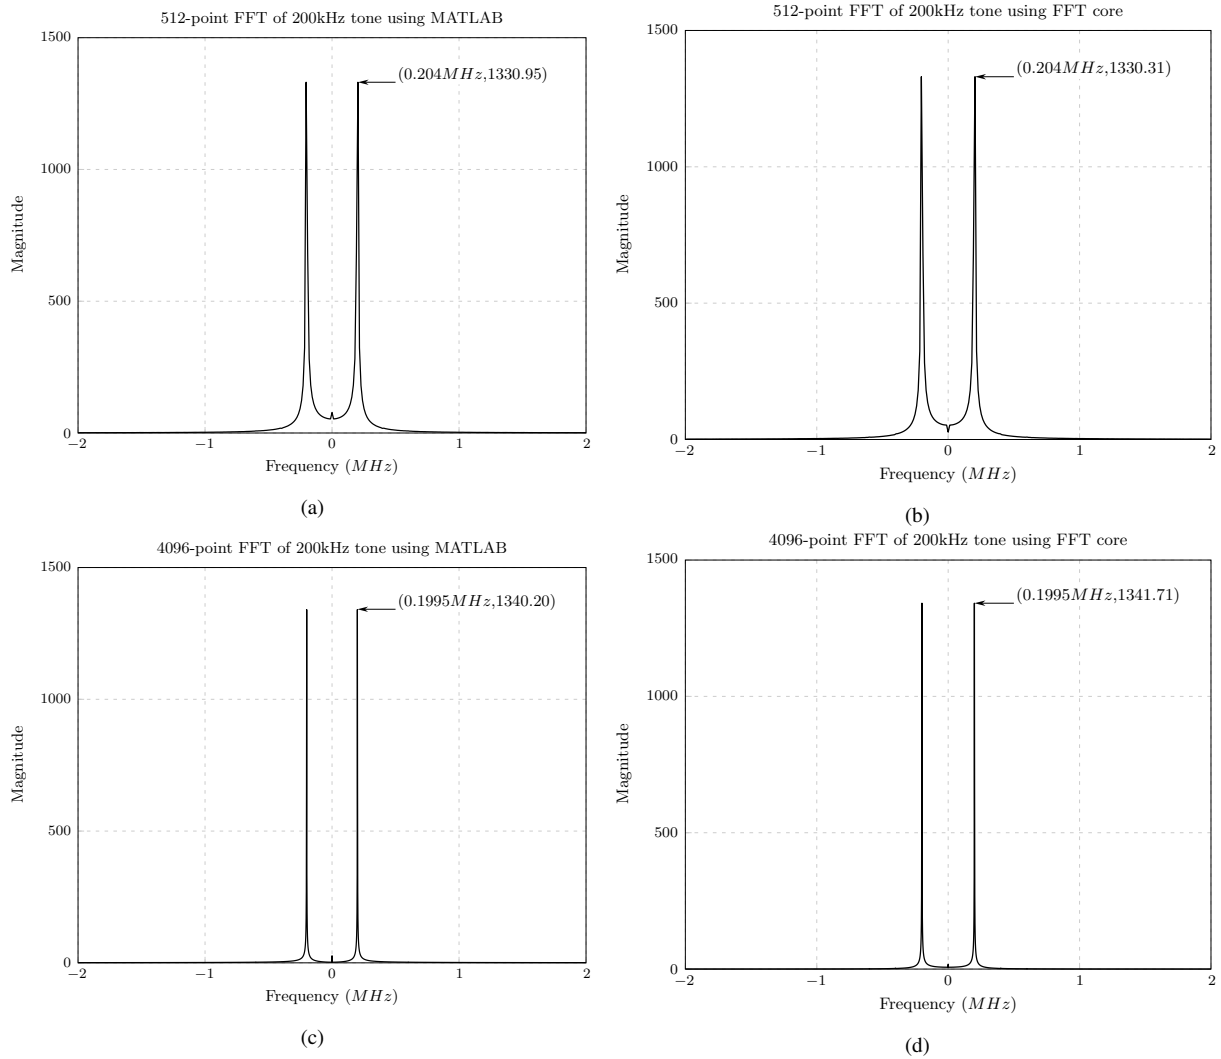 512-point FFT of 200kHz tone using MATLAB
1500
(0.204MHz,1330.95)
1000
Magnitude
500
0
−2
−1
0
1
2
Frequency (MHz)
(a)
512-point FFT of 200kHz tone using FFT core
1500
(0.204MHz,1330.31)
1000
Magnitude
500
0
−2
−1
0
1
2
Frequency (MHz)
(b)
4096-point FFT of 200kHz tone using MATLAB
1500
(0.1995MHz,1340.20)
1000
Magnitude
500
0
−2
−1
0
1
2
Frequency (MHz)
(c)
4096-point FFT of 200kHz tone using FFT core
1500
(0.1995MHz,1341.71)
1000
Magnitude
500
0
−2
−1
0
1
2
Frequency (MHz)
(d)